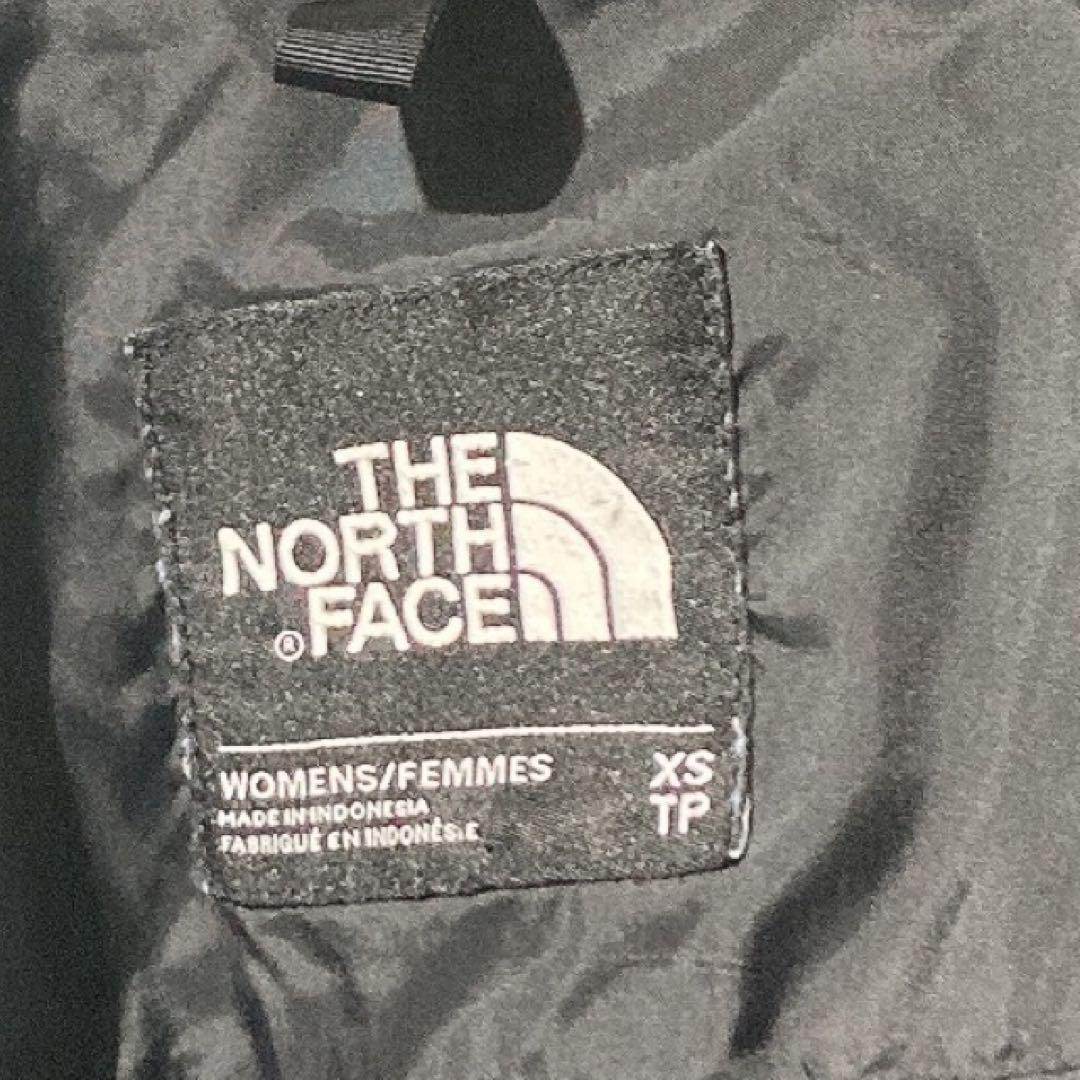 THE
NORTH
®FACE
WOMENS/FEMMES XS
MADE IN INDONESIA TP
FABRIQUÉ EN INDONÉSIE